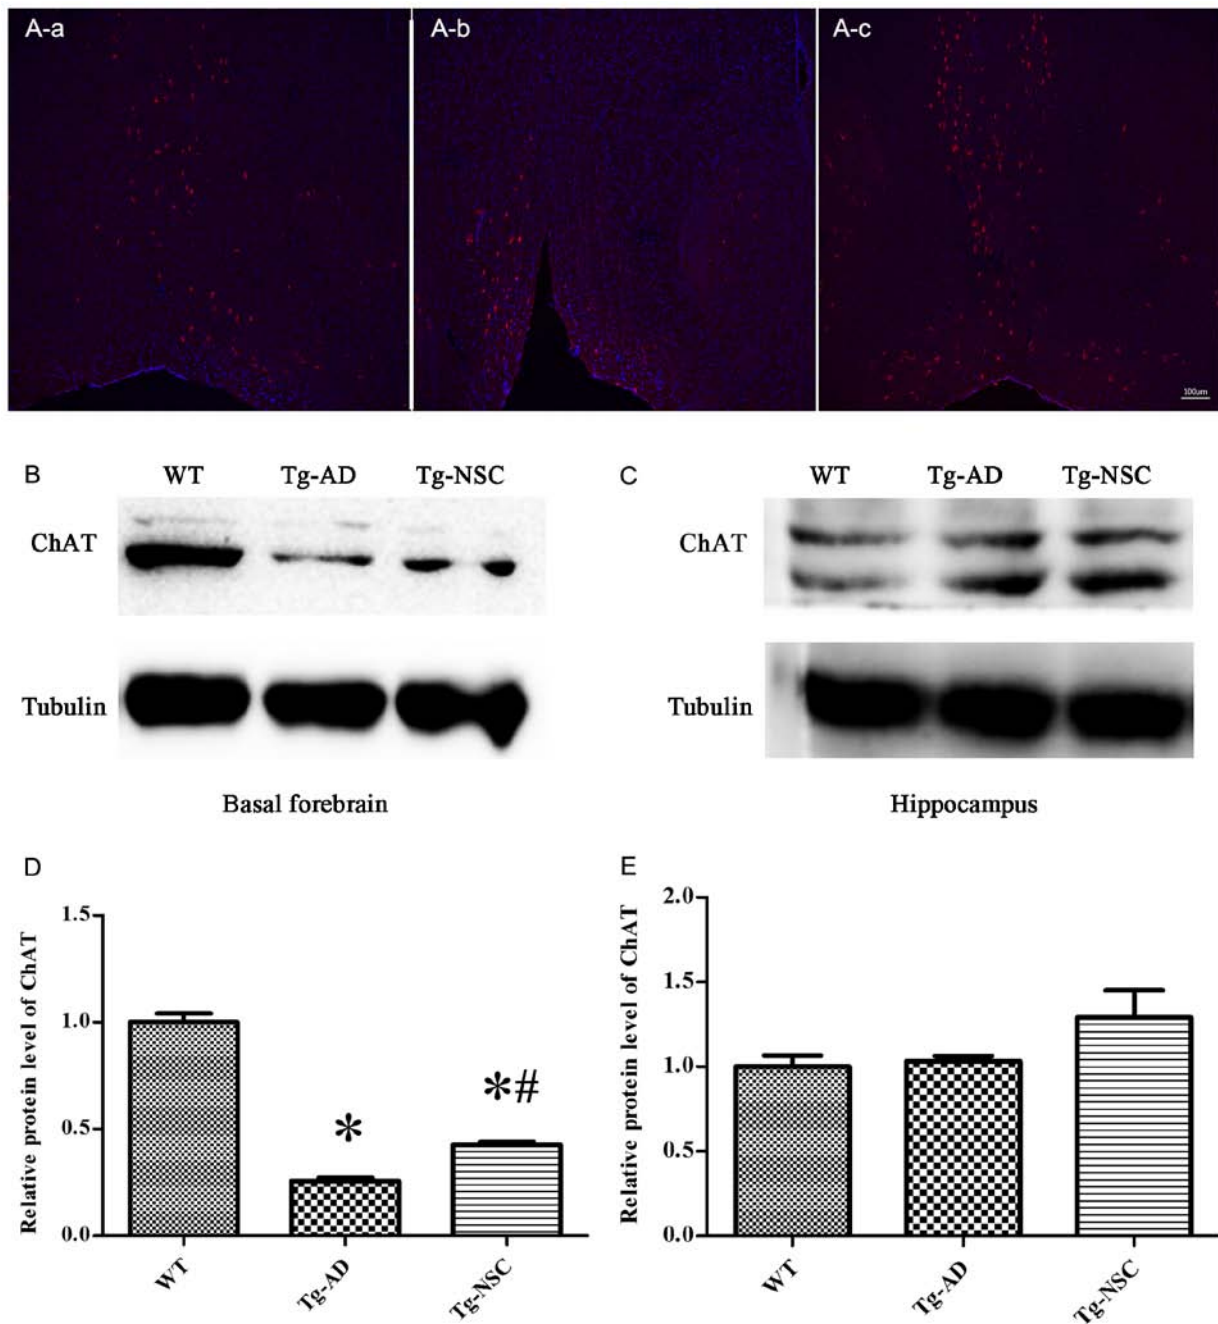 A-a A-b A-c
100μm
B WT Tg-AD Tg-NSC
ChAT
Tubulin
Basal forebrain
C WT Tg-AD Tg-NSC
ChAT
Tubulin
Hippocampus
D
Relative protein level of ChAT
1.5
1.0
0.5
0.0
*
*#
WT Tg-AD Tg-NSC
E
Relative protein level of ChAT
2.0
1.5
1.0
0.5
0.0
WT Tg-AD Tg-NSC